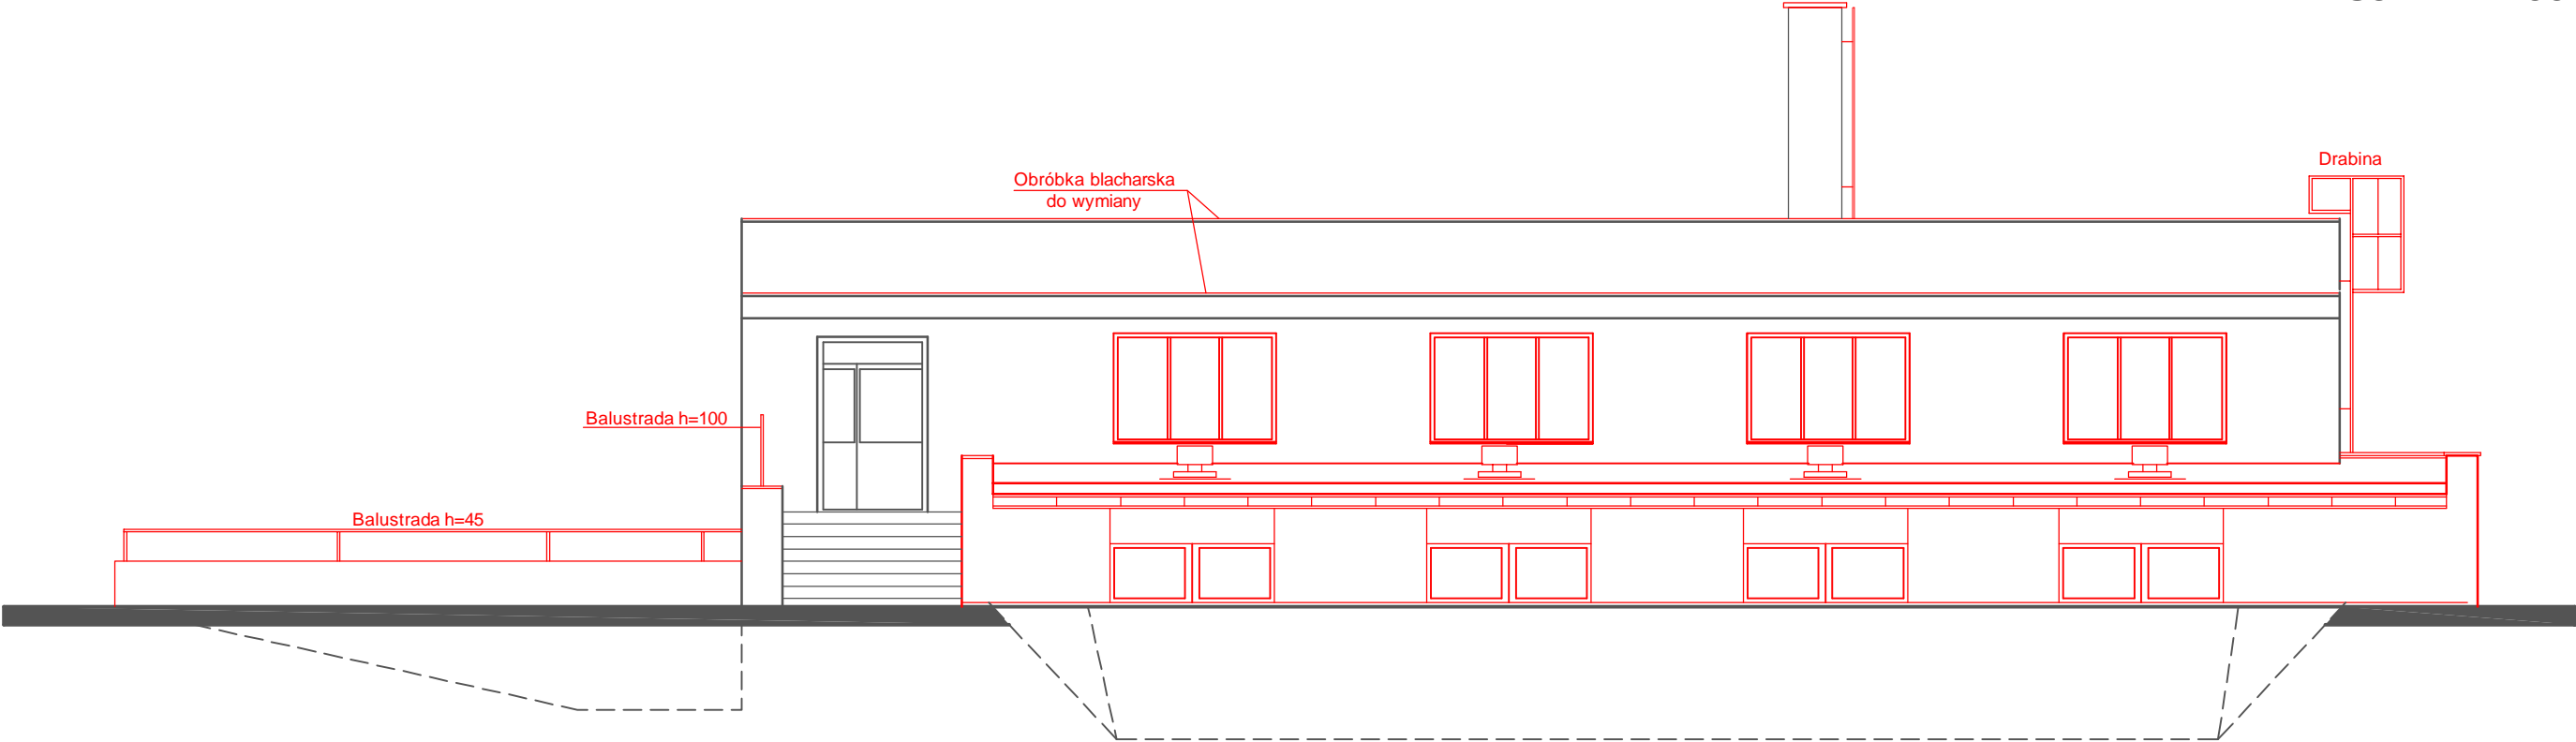 Drabina
Obróbka blacharska
do wymiany
Balustrada h=100
Balustrada h=45